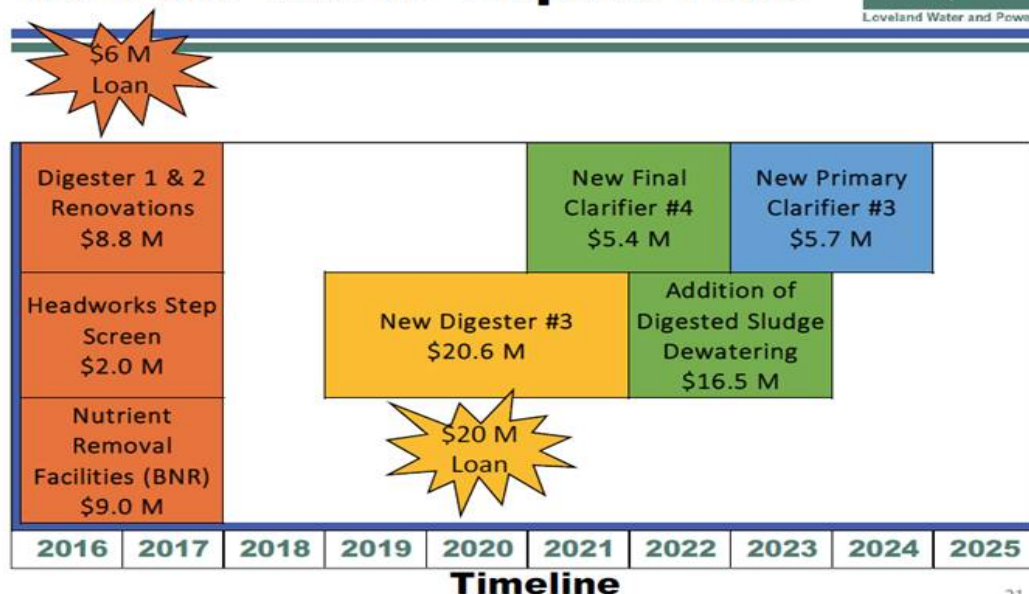 Loveland Water and Powe
$6 M
Loan
Digester 1 & 2
Renovations
$8.8 M
New Final
Clarifier #4
$5.4 M
New Primary
Clarifier #3
$5.7 M
Headworks Step
Screen
$2.0 M
New Digester #3
$20.6 M
Addition of
Digested Sludge
Dewatering
$16.5 M
Nutrient
Removal
Facilities (BNR)
$9.0 M
$20 M
Loan
2016 2017 2018 2019 2020 2021 2022 2023 2024 2025
Timeline